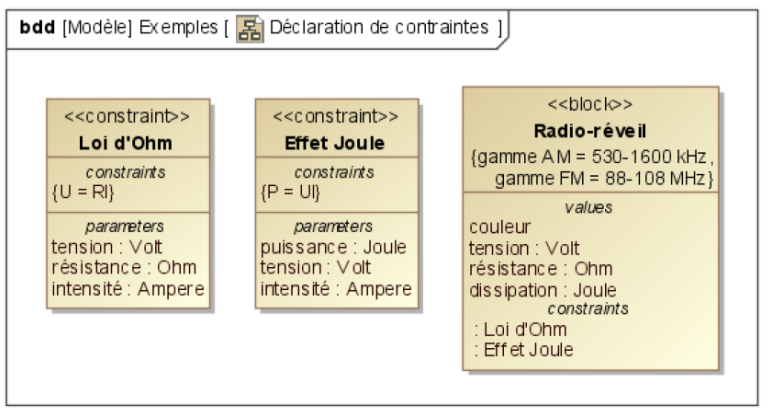 bdd [Modèle] Exemples [ Déclaration de contraintes ]
<<constraint>>
Loi d'Ohm
constraints
{U = RI}
parameters
tension : Volt
résistance : Ohm
intensité : Ampere
<<constraint>>
Effet Joule
constraints
{P = UI}
parameters
puissance : Joule
tension : Volt
intensité : Ampere
<<block>>
Radio-réveil
{gamme AM = 530-1600 kHz ,
gamme FM = 88-108 MHz}
values
couleur
tension : Volt
résistance : Ohm
dissipation : Joule
constraints
: Loi d'Ohm
: Effet Joule